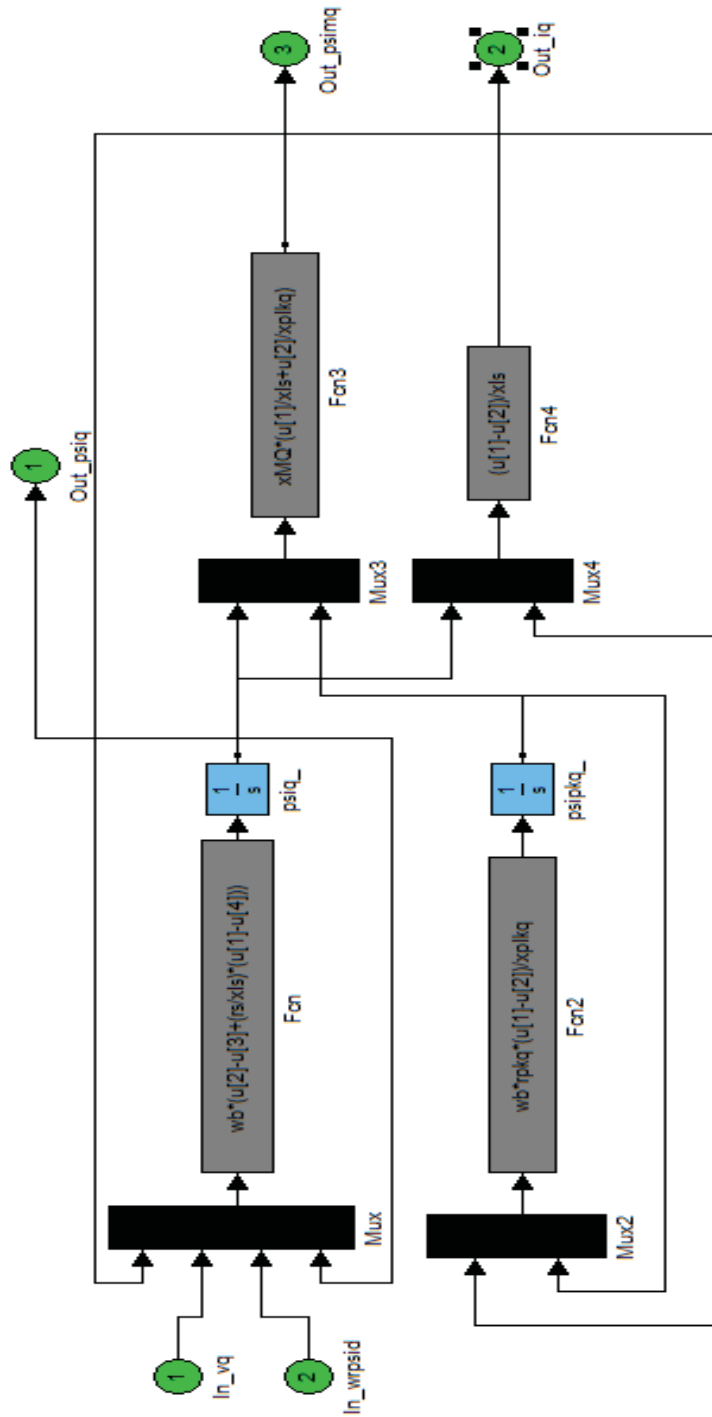 1
Out_psiq
1
In_vq
2
In_wrpsid
Mux
wb*(u[2]-u[3]+(rs/xls)*(u[1]-u[4]))
Fcn
1
s
psiq_
Mux3
xMQ*(u[1]/xls+u[2]/xplkq)
Fcn3
3
Out_psimq
Mux2
wb*rpkq*(u[1]-u[2])/xplkq
Fcn2
1
s
psipkq_
Mux4
(u[1]-u[2])/xls
Fcn4
2
Out_iq